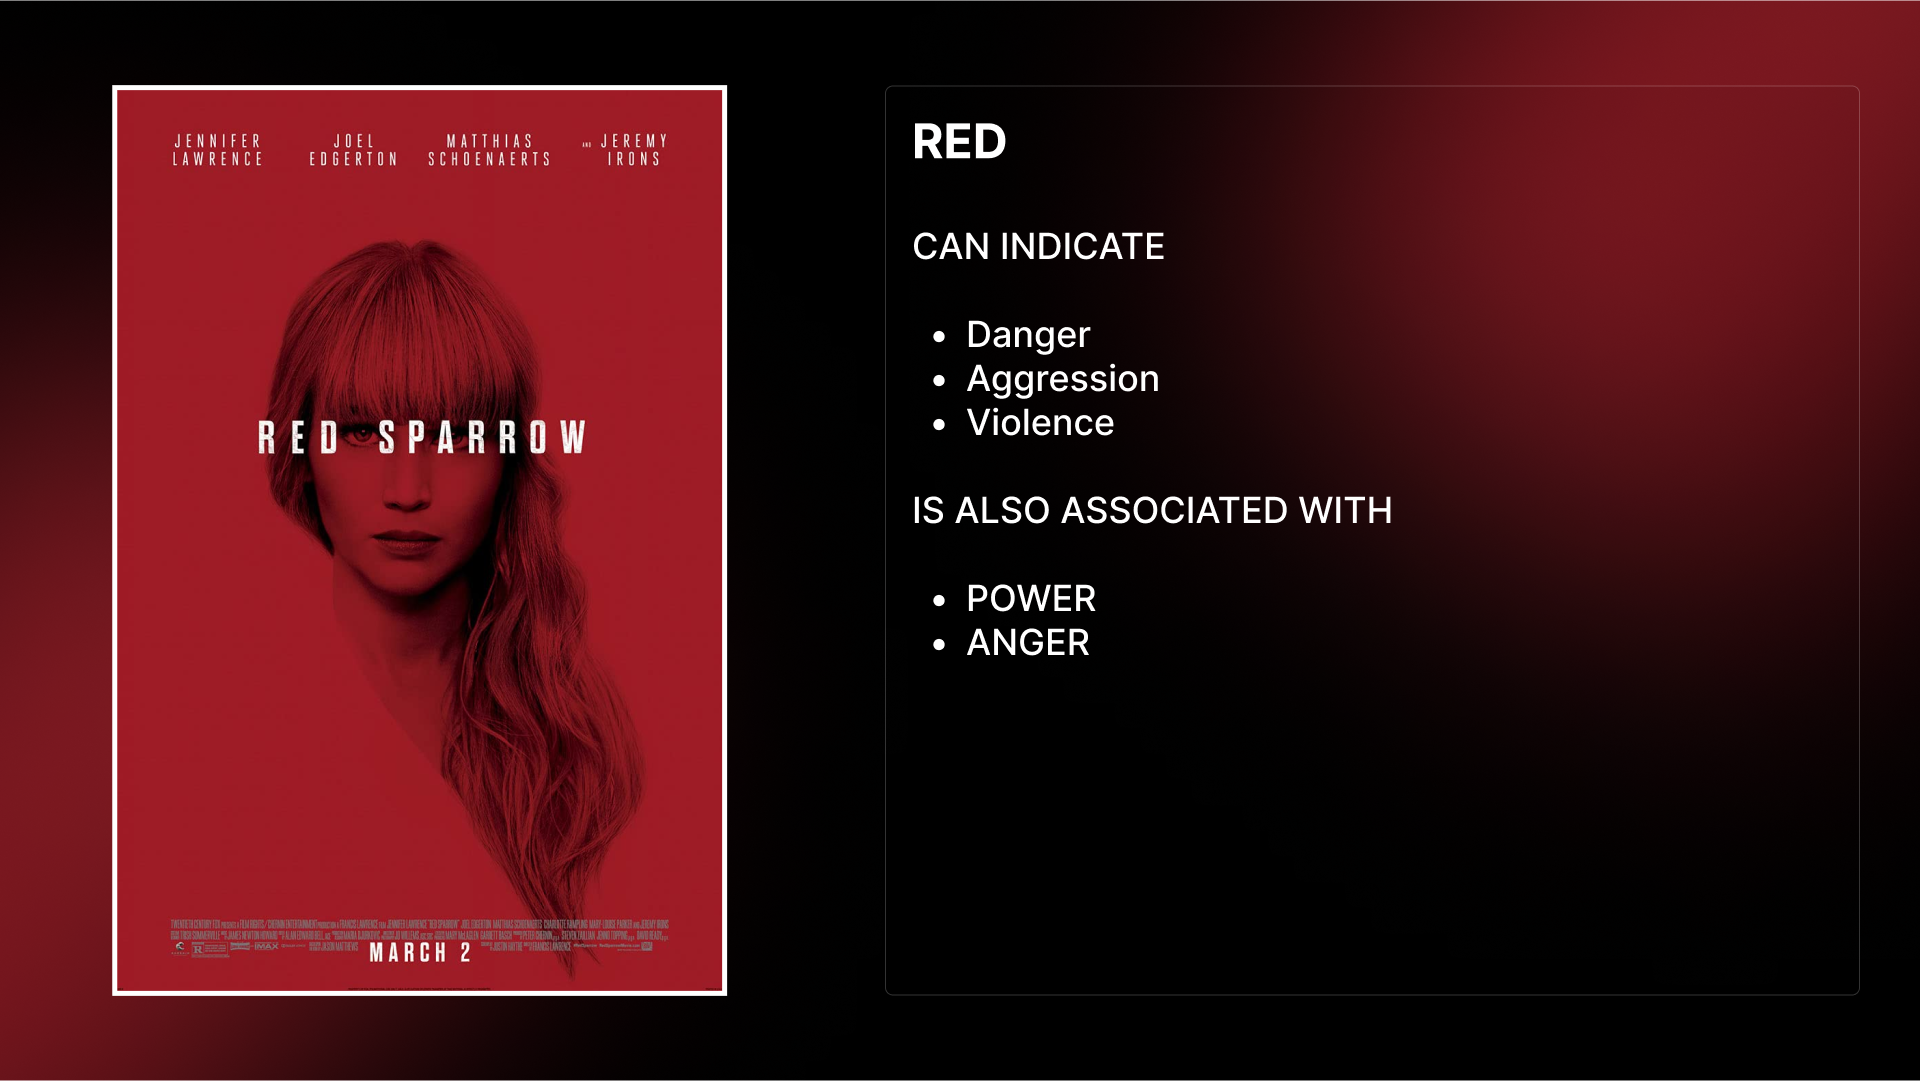 JENNIFER LAWRENCE
JOEL EDGERTON
MATTHIAS SCHOENAERTS
AND JEREMY IRONS
RED SPARROW
MARCH 2
RED
CAN INDICATE
• Danger
• Aggression
• Violence
IS ALSO ASSOCIATED WITH
• POWER
• ANGER